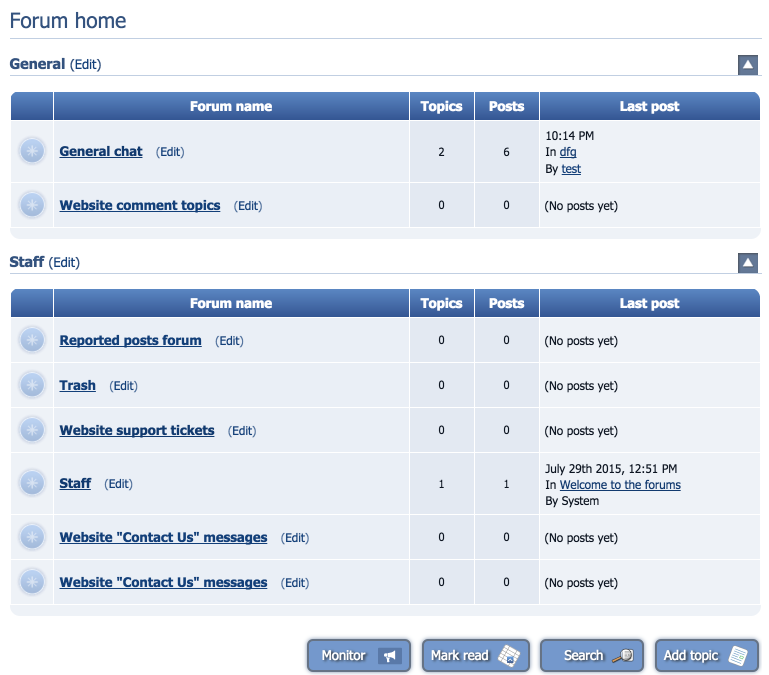 Forum home
General (Edit)
Forum name Topics Posts Last post
General chat (Edit) 2 6 10:14 PM
In dfg
By test
Website comment topics (Edit) 0 0 (No posts yet)
Staff (Edit)
Forum name Topics Posts Last post
Reported posts forum (Edit) 0 0 (No posts yet)
Trash (Edit) 0 0 (No posts yet)
Website support tickets (Edit) 0 0 (No posts yet)
Staff (Edit) 1 1 July 29th 2015, 12:51 PM
In Welcome to the forums
By System
Website "Contact Us" messages (Edit) 0 0 (No posts yet)
Website "Contact Us" messages (Edit) 0 0 (No posts yet)
Monitor Mark read Search Add topic